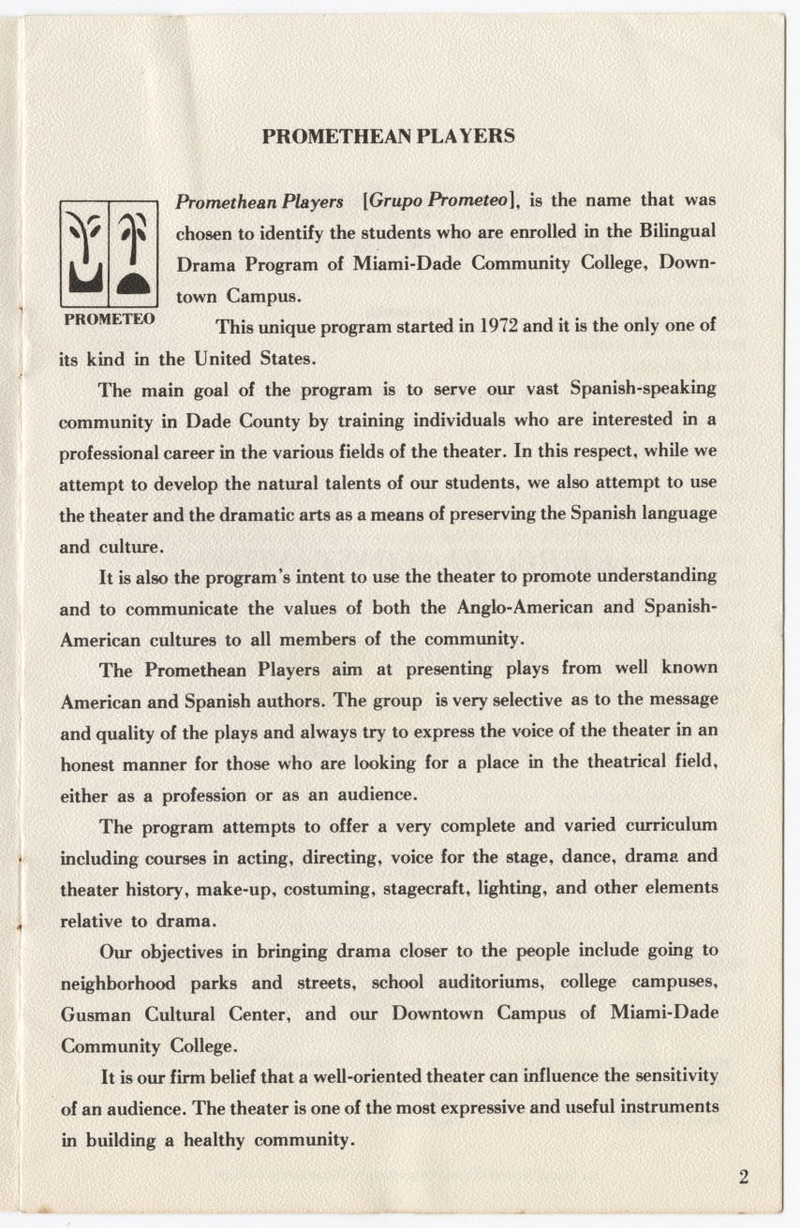 PROMETHEAN PLAYERS
Promethean Players [Grupo Prometeo], is the name that was
chosen to identify the students who are enrolled in the Bilingual
Drama Program of Miami-Dade Community College, Down-
town Campus.
PROMETEO
This unique program started in 1972 and it is the only one of
its kind in the United States.
The main goal of the program is to serve our vast Spanish-speaking
community in Dade County by training individuals who are interested in a
professional career in the various fields of the theater. In this respect, while we
attempt to develop the natural talents of our students, we also attempt to use
the theater and the dramatic arts as a means of preserving the Spanish language
and culture.
It is also the program's intent to use the theater to promote understanding
and to communicate the values of both the Anglo-American and Spanish-
American cultures to all members of the community.
The Promethean Players aim at presenting plays from well known
American and Spanish authors. The group is very selective as to the message
and quality of the plays and always try to express the voice of the theater in an
honest manner for those who are looking for a place in the theatrical field,
either as a profession or as an audience.
The program attempts to offer a very complete and varied curriculum
including courses in acting, directing, voice for the stage, dance, drama and
theater history, make-up, costuming, stagecraft, lighting, and other elements
relative to drama.
Our objectives in bringing drama closer to the people include going to
neighborhood parks and streets, school auditoriums, college campuses,
Gusman Cultural Center, and our Downtown Campus of Miami-Dade
Community College.
It is our firm belief that a well-oriented theater can influence the sensitivity
of an audience. The theater is one of the most expressive and useful instruments
in building a healthy community.
2